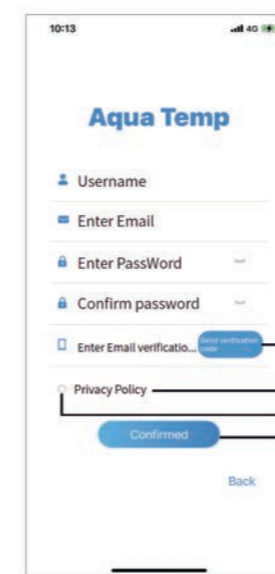 10:13
4G
Aqua Temp
Username
Enter Email
Enter PassWord
Confirm password
Enter Email verificatio...
Send verification code
Privacy Policy
Confirmed
Back